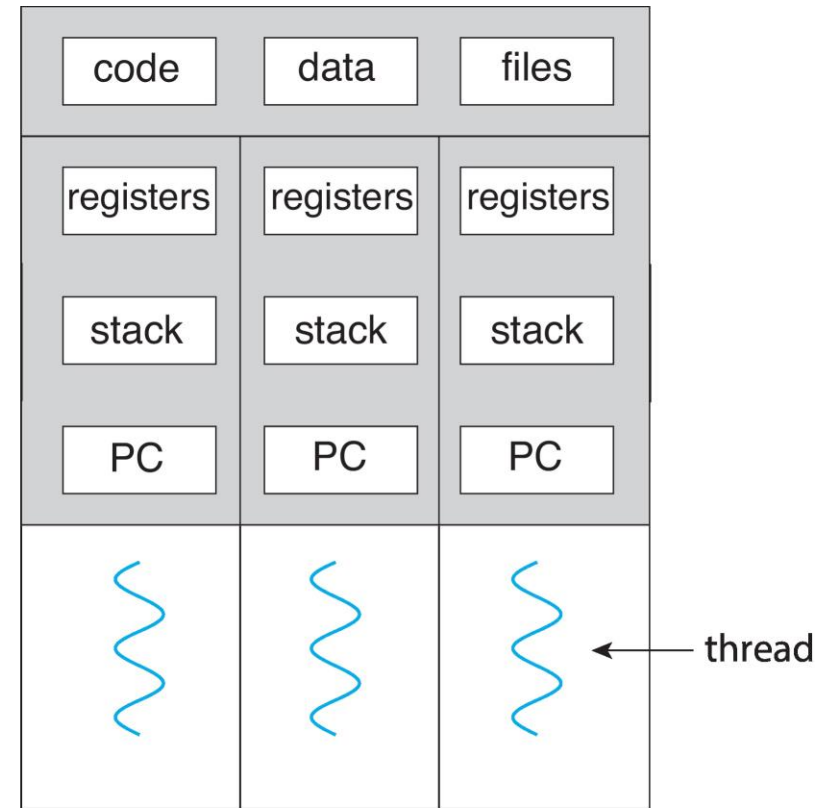 code data files
registers registers registers
stack stack stack
PC PC PC
thread